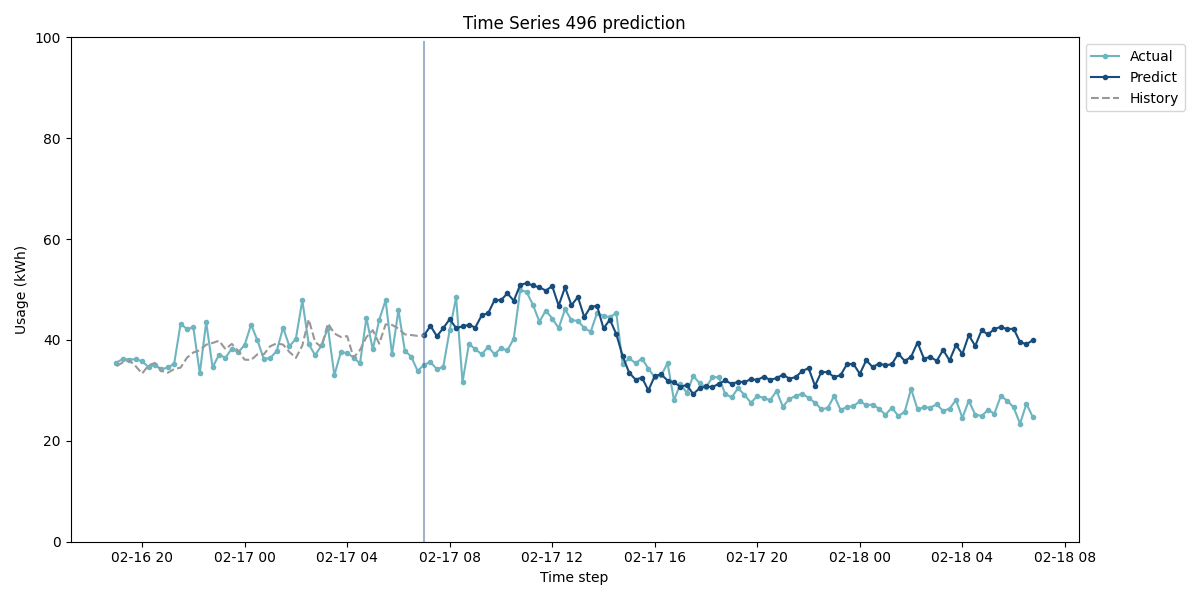 Time Series 496 prediction
Actual
Predict
History
Usage (kWh)
100
80
60
40
20
0
02-16 20
02-17 00
02-17 04
02-17 08
02-17 12
02-17 16
02-17 20
02-18 00
02-18 04
02-18 08
Time step